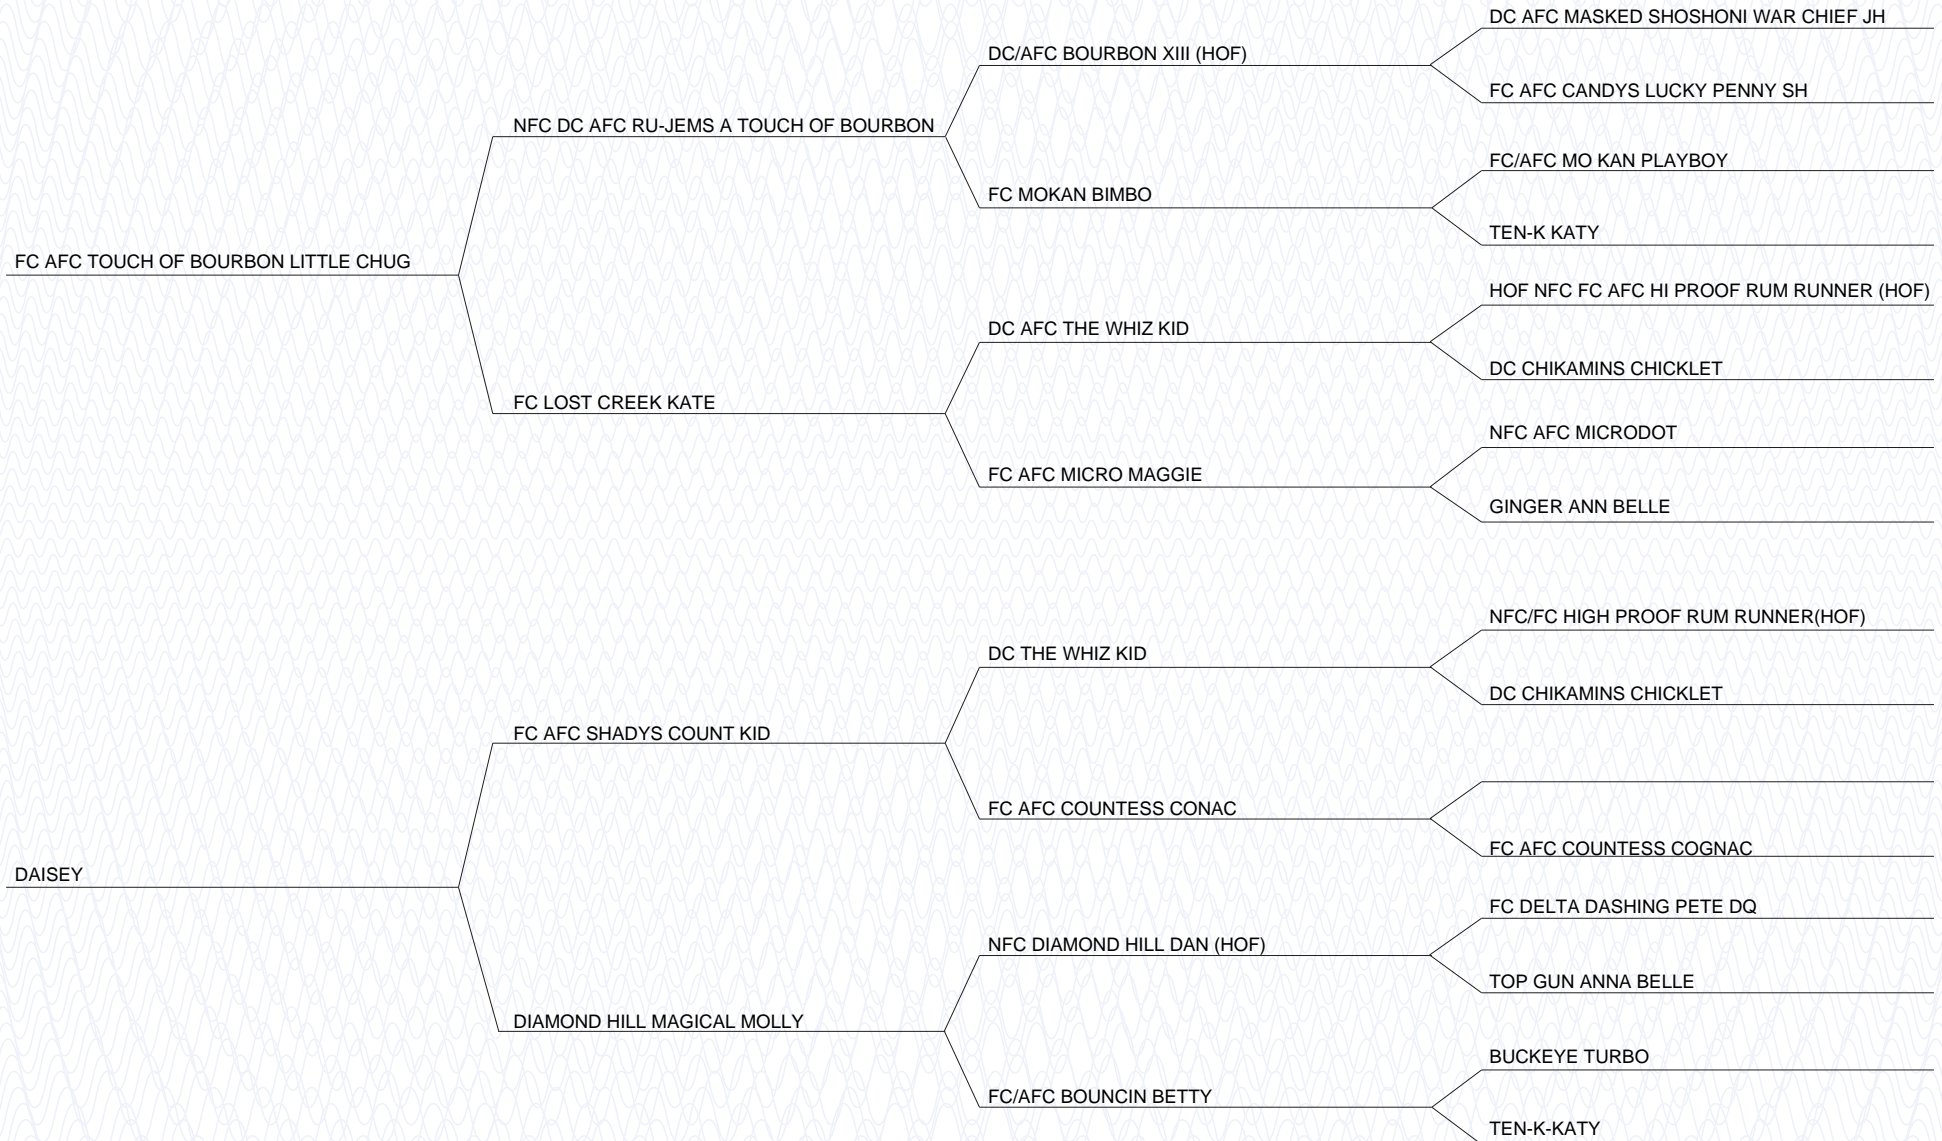 DC AFC MASKED SHOSHONI WAR CHIEF JH
DC/AFC BOURBON XIII (HOF)
FC AFC CANDYS LUCKY PENNY SH
NFC DC AFC RU-JEMS A TOUCH OF BOURBON
FC/AFC MO KAN PLAYBOY
FC MOKAN BIMBO
TEN-K KATY
FC AFC TOUCH OF BOURBON LITTLE CHUG
HOF NFC FC AFC HI PROOF RUM RUNNER (HOF)
DC AFC THE WHIZ KID
DC CHIKAMINS CHICKLET
FC LOST CREEK KATE
NFC AFC MICRODOT
FC AFC MICRO MAGGIE
GINGER ANN BELLE
NFC/FC HIGH PROOF RUM RUNNER(HOF)
DC THE WHIZ KID
DC CHIKAMINS CHICKLET
FC AFC SHADYS COUNT KID
FC AFC COUNTESS CONAC
FC AFC COUNTESS COGNAC
DAISEY
FC DELTA DASHING PETE DQ
NFC DIAMOND HILL DAN (HOF)
TOP GUN ANNA BELLE
DIAMOND HILL MAGICAL MOLLY
BUCKEYE TURBO
FC/AFC BOUNCIN BETTY
TEN-K-KATY